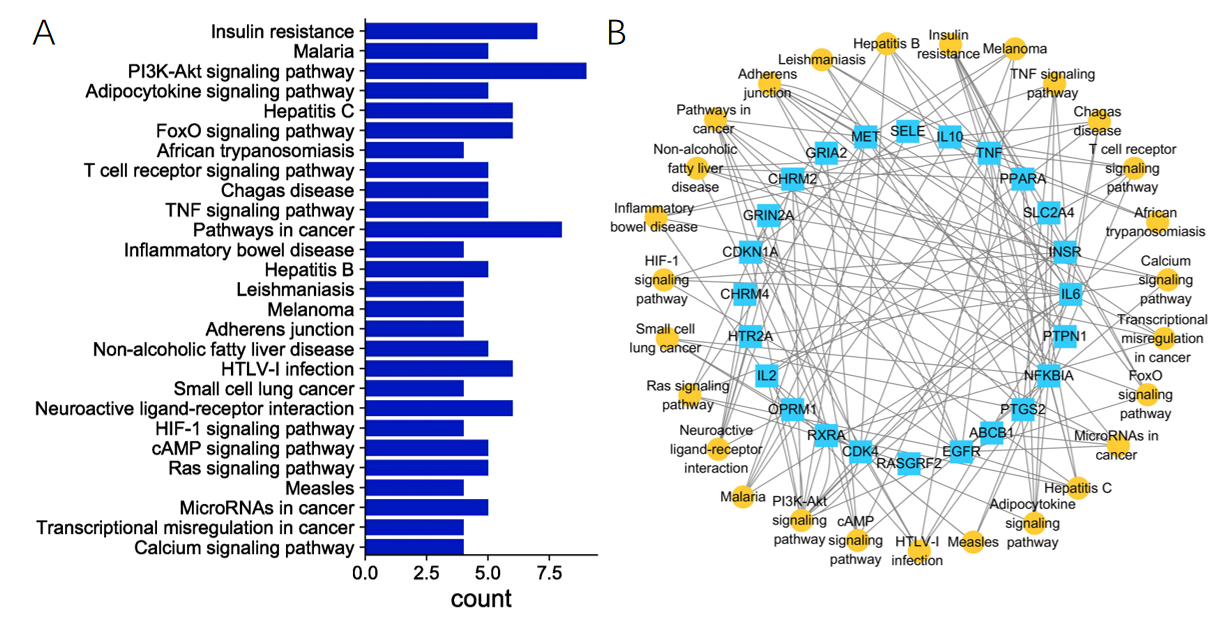 A
Insulin resistance
Malaria
PI3K-Akt signaling pathway
Adipocytokine signaling pathway
Hepatitis C
FoxO signaling pathway
African trypanosomiasis
T cell receptor signaling pathway
Chagas disease
TNF signaling pathway
Pathways in cancer
Inflammatory bowel disease
Hepatitis B
Leishmaniasis
Melanoma
Adherens junction
Non-alcoholic fatty liver disease
HTLV-I infection
Small cell lung cancer
Neuroactive ligand-receptor interaction
HIF-1 signaling pathway
cAMP signaling pathway
Ras signaling pathway
Measles
MicroRNAs in cancer
Transcriptional misregulation in cancer
Calcium signaling pathway
0.0 2.5 5.0 7.5
count
B
Hepatitis B
Insulin
resistance
Melanoma
Leishmaniasis
TNF signaling
pathway
Adherens
junction
Pathways in
cancer
Chagas
disease
Non-alcoholic
fatty liver
disease
T cell receptor
signaling
pathway
Inflammatory
bowel disease
African
trypanosomiasis
HIF-1
signaling
pathway
Calcium
signaling
pathway
Small cell
lung cancer
Transcriptional
misregulation
in cancer
Ras signaling
pathway
FoxO
signaling
pathway
Neuroactive
ligand-receptor
interaction
MicroRNAs in
cancer
Malaria
Hepatitis C
PI3K-Akt
signaling
pathway
Adipocytokine
signaling
pathway
cAMP
signaling
pathway
HTLV-I
infection
Measles
MET
SELE
IL10
GRIA2
TNF
CHRM2
PPARA
GRIN2A
SLC2A4
CDKN1A
INSR
CHRM4
IL6
HTR2A
PTPN1
IL2
NFKBIA
OPRM1
PTGS2
RXRA
ABCB1
CDK4
EGFR
RASGRF2